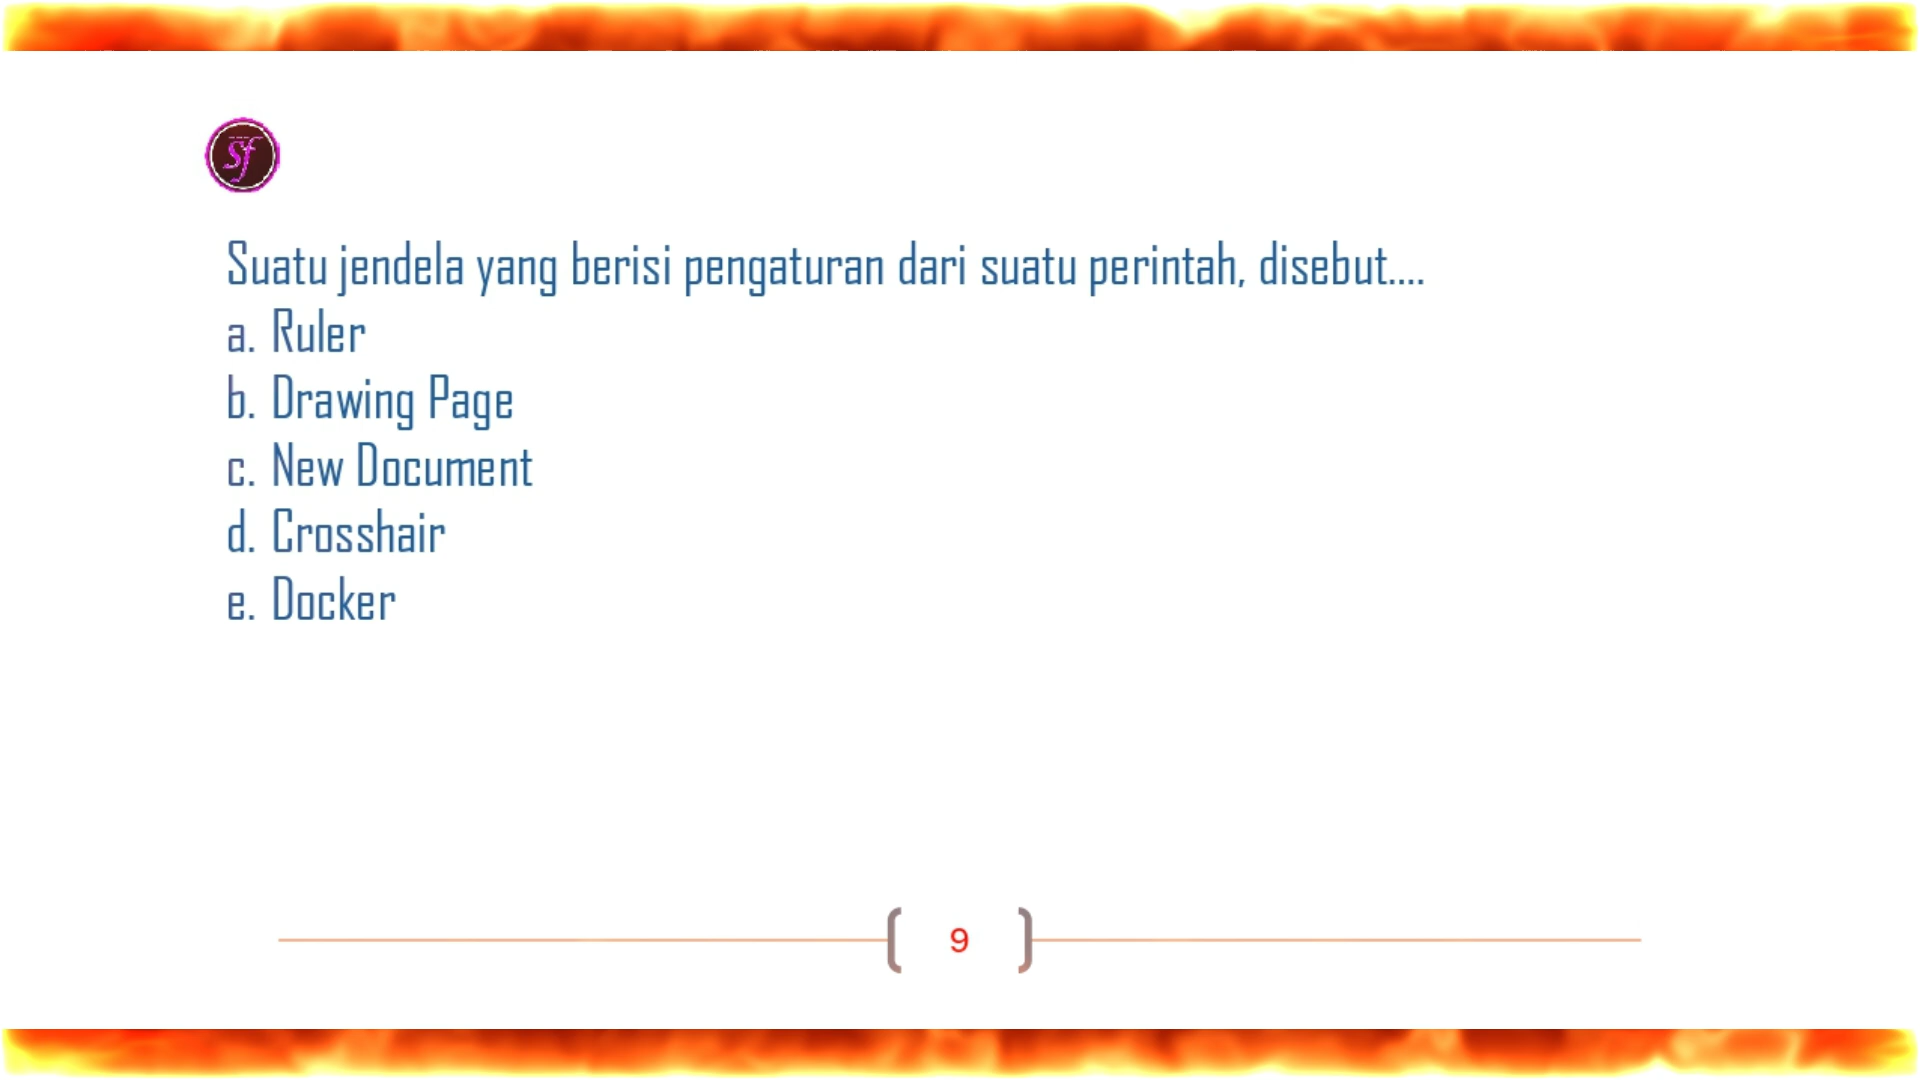 Sf
Suatu jendela yang berisi pengaturan dari suatu perintah, disebut....
a. Ruler
b. Drawing Page
c. New Document
d. Crosshair
e. Docker
9